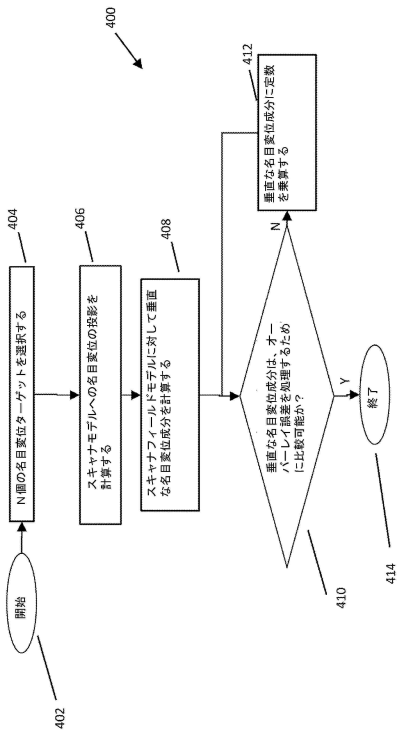 400
402
開始
404
N個の名目変位ターゲットを選択する
406
スキャナモデルへの名目変位の投影を
計算する
408
スキャナフィールドモデルに対して垂直
な名目変位成分を計算する
410
垂直な名目変位成分は、オー
バーレイ誤差を処理するため
に比較可能か？
N
412
垂直な名目変位成分に定数
を乗算する
Y
終了
414